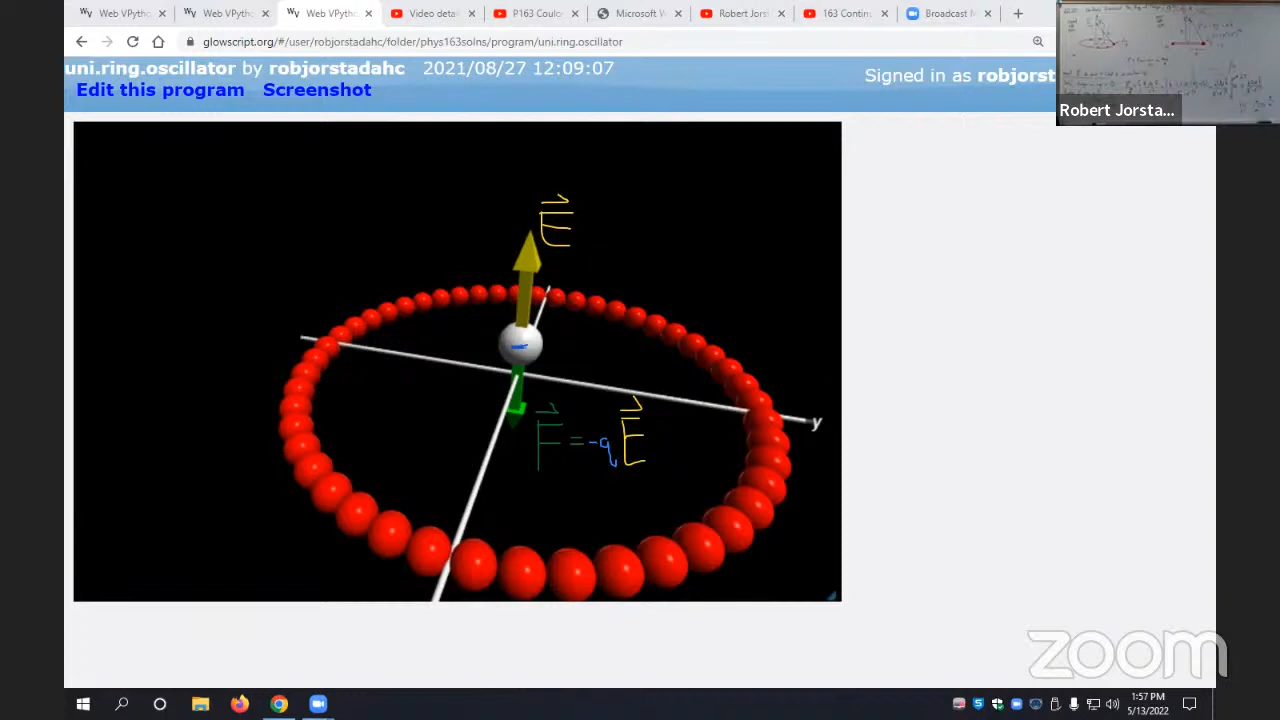 Web VPytho
Web VPytho
Web VPytho
Video series
P163 Coulo
Microsoft W
Robert Jorst
163 Contin
Broadcast M
glowscript.org/#/user/robjorstadahc/folder/phys163solns/program/uni.ring.oscillator
uni.ring.oscillator by robjorstadahc 2021/08/27 12:09:07
Signed in as robjorst
Edit this program Screenshot
Robert Jorsta...
E
y
F = -q E
zoom
1:57 PM
5/13/2022